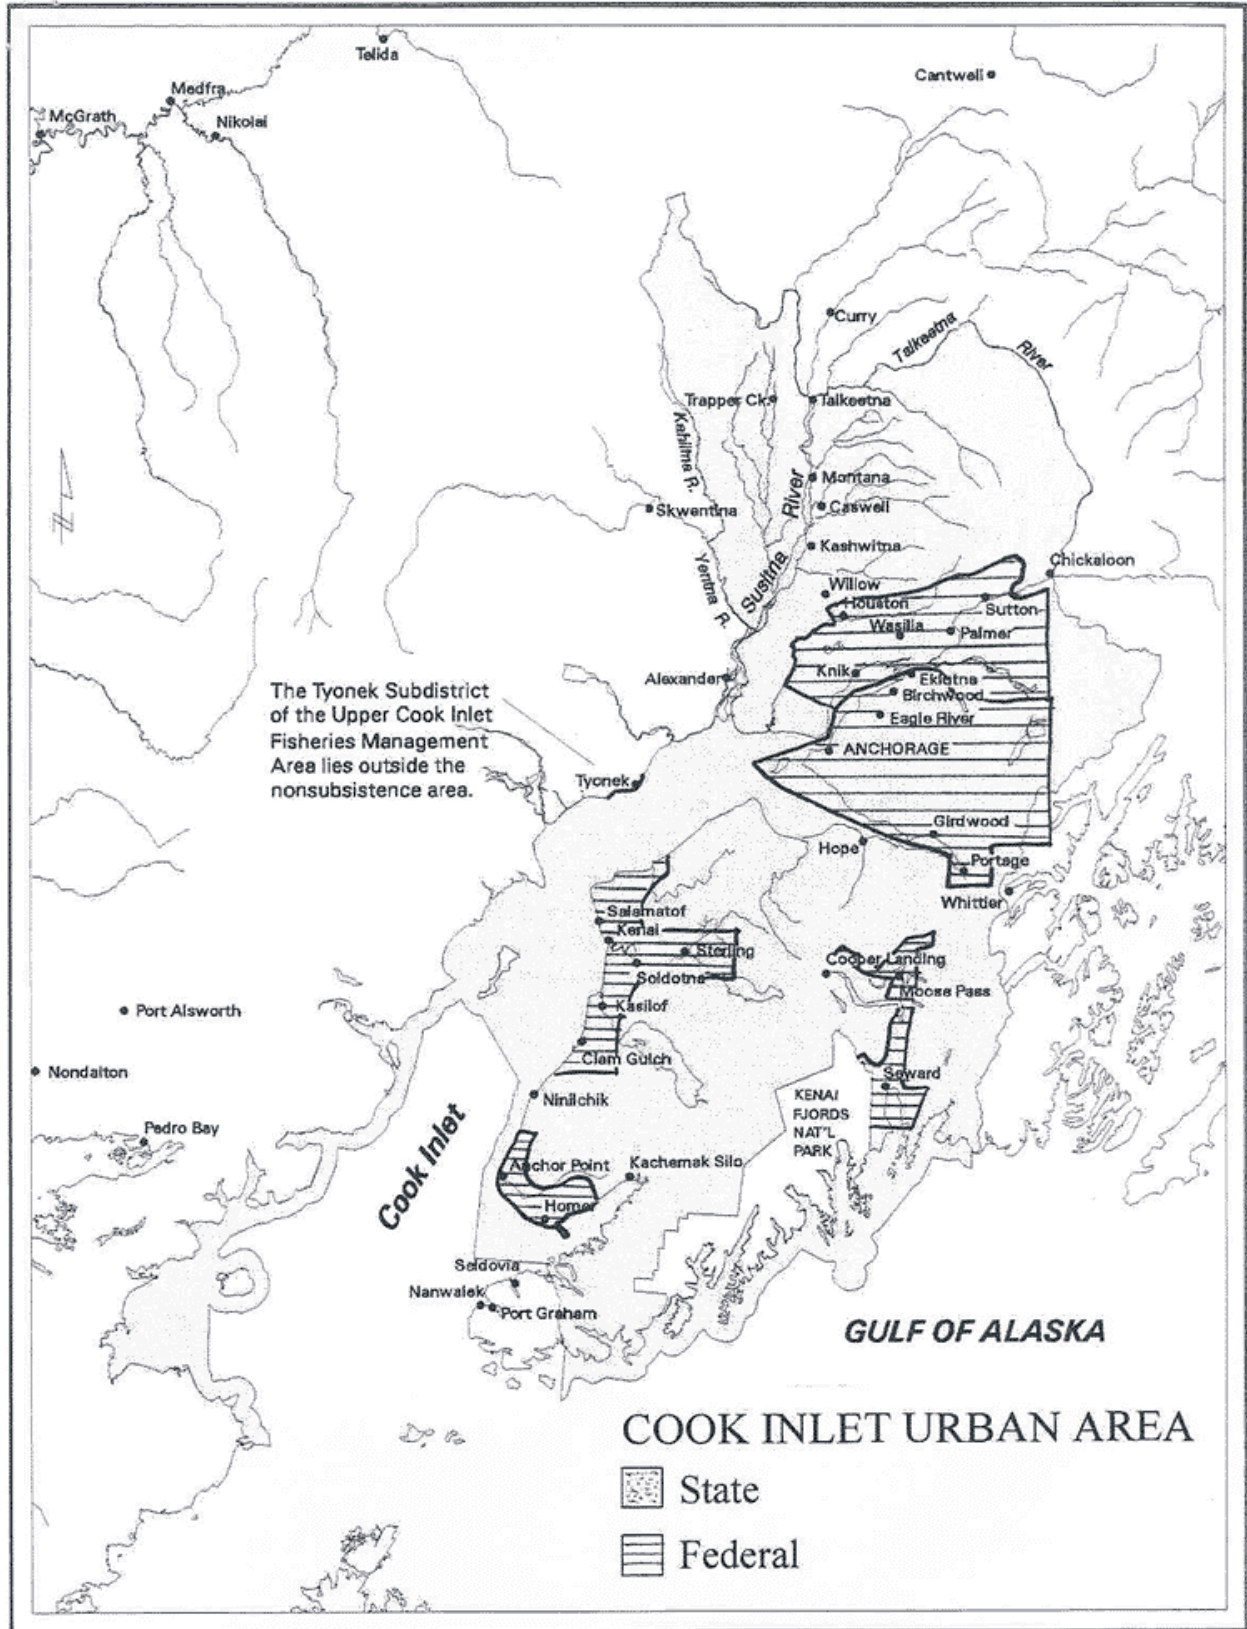 Telida
Cantwell
Medfra
McGrath
Nikolai
Curry
Talkeetna
River
Trapper Ck.
Talkeetna
Kahiltna R.
Montana
River
Skwentna
Caswell
Kashwitna
Yentna R.
Susitna
Chickaloon
Willow
Houston
Sutton
Wasilla
Palmer
Knik
Eklutna
Alexander
Birchwood
The Tyonek Subdistrict
of the Upper Cook Inlet
Fisheries Management
Area lies outside the
nonsubsistence area.
Eagle River
ANCHORAGE
Tyonek
Girdwood
Hope
Portage
Whittier
Salamatof
Kenai
Sterling
Cooper Landing
Soldotna
Moose Pass
Kasilof
Port Alsworth
Clam Gulch
Nondalton
Seward
Ninilchik
KENAI
FJORDS
NAT'L
PARK
Pedro Bay
Cook Inlet
Anchor Point
Kachemak Silo
Homer
Seldovia
Nanwalek
Port Graham
GULF OF ALASKA
COOK INLET URBAN AREA
State
Federal